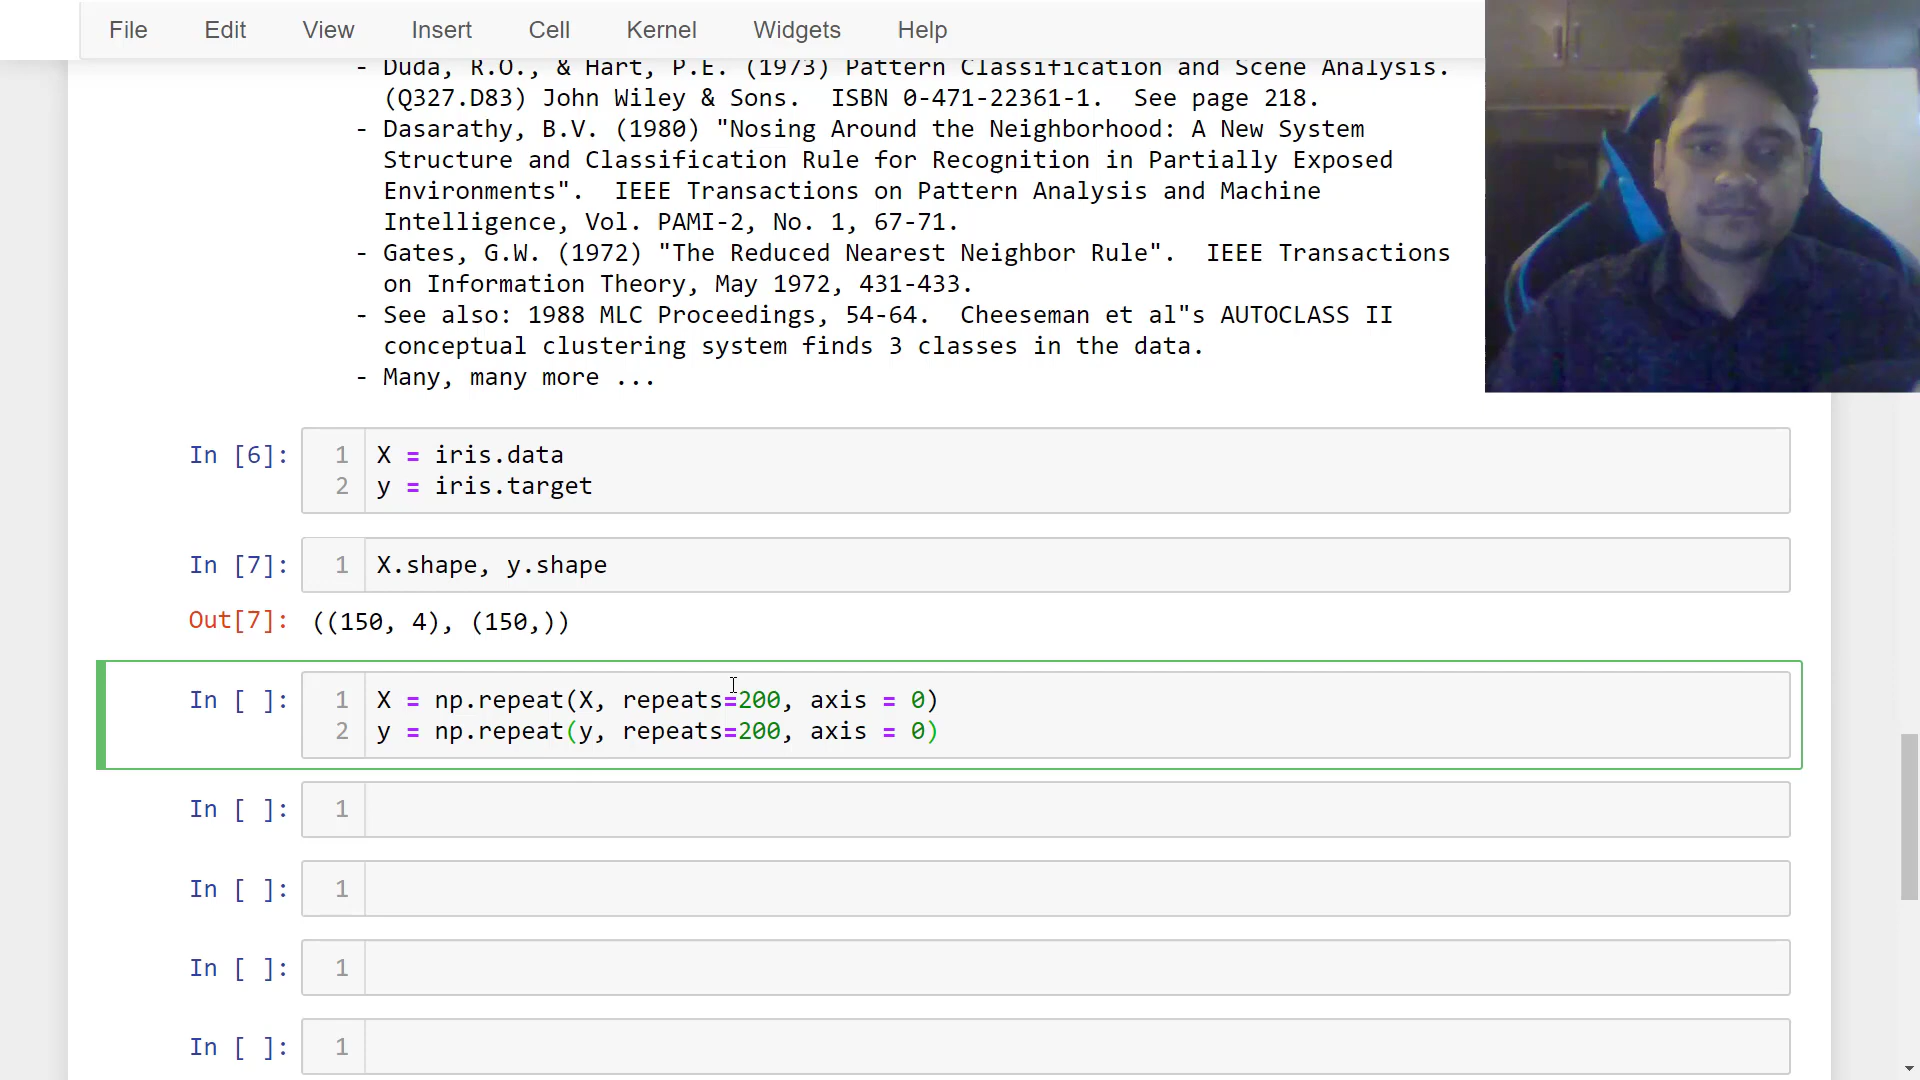 File Edit View Insert Cell Kernel Widgets Help
- Duda, R.O., & Hart, P.E. (1973) Pattern Classification and Scene Analysis.
(Q327.D83) John Wiley & Sons.  ISBN 0-471-22361-1.  See page 218.
- Dasarathy, B.V. (1980) "Nosing Around the Neighborhood: A New System
Structure and Classification Rule for Recognition in Partially Exposed
Environments".  IEEE Transactions on Pattern Analysis and Machine
Intelligence, Vol. PAMI-2, No. 1, 67-71.
- Gates, G.W. (1972) "The Reduced Nearest Neighbor Rule".  IEEE Transactions
on Information Theory, May 1972, 431-433.
- See also: 1988 MLC Proceedings, 54-64.  Cheeseman et al"s AUTOCLASS II
conceptual clustering system finds 3 classes in the data.
- Many, many more ...
In [6]: 1 X = iris.data
2 y = iris.target
In [7]: 1 X.shape, y.shape
Out[7]: ((150, 4), (150,))
In [ ]: 1 X = np.repeat(X, repeats=200, axis = 0)
2 y = np.repeat(y, repeats=200, axis = 0)
In [ ]: 1
In [ ]: 1
In [ ]: 1
In [ ]: 1